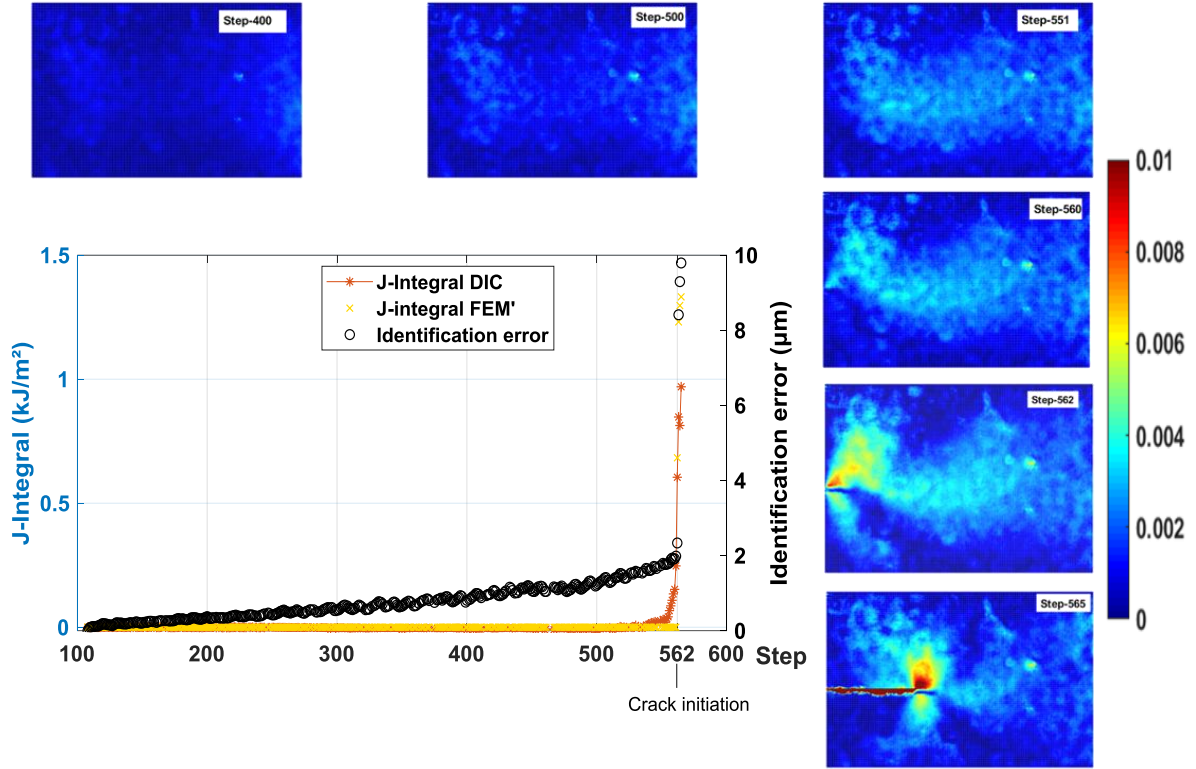 Step-400
Step-500
Step-551
Step-560
Step-562
Step-565
0.01
0.008
0.006
0.004
0.002
0
J-Integral (kJ/m²)
1.5
1
0.5
0
J-Integral DIC
J-integral FEM'
Identification error
10
8
6
4
2
0
Identification error (μm)
100 200 300 400 500 562 600 Step
Crack initiation